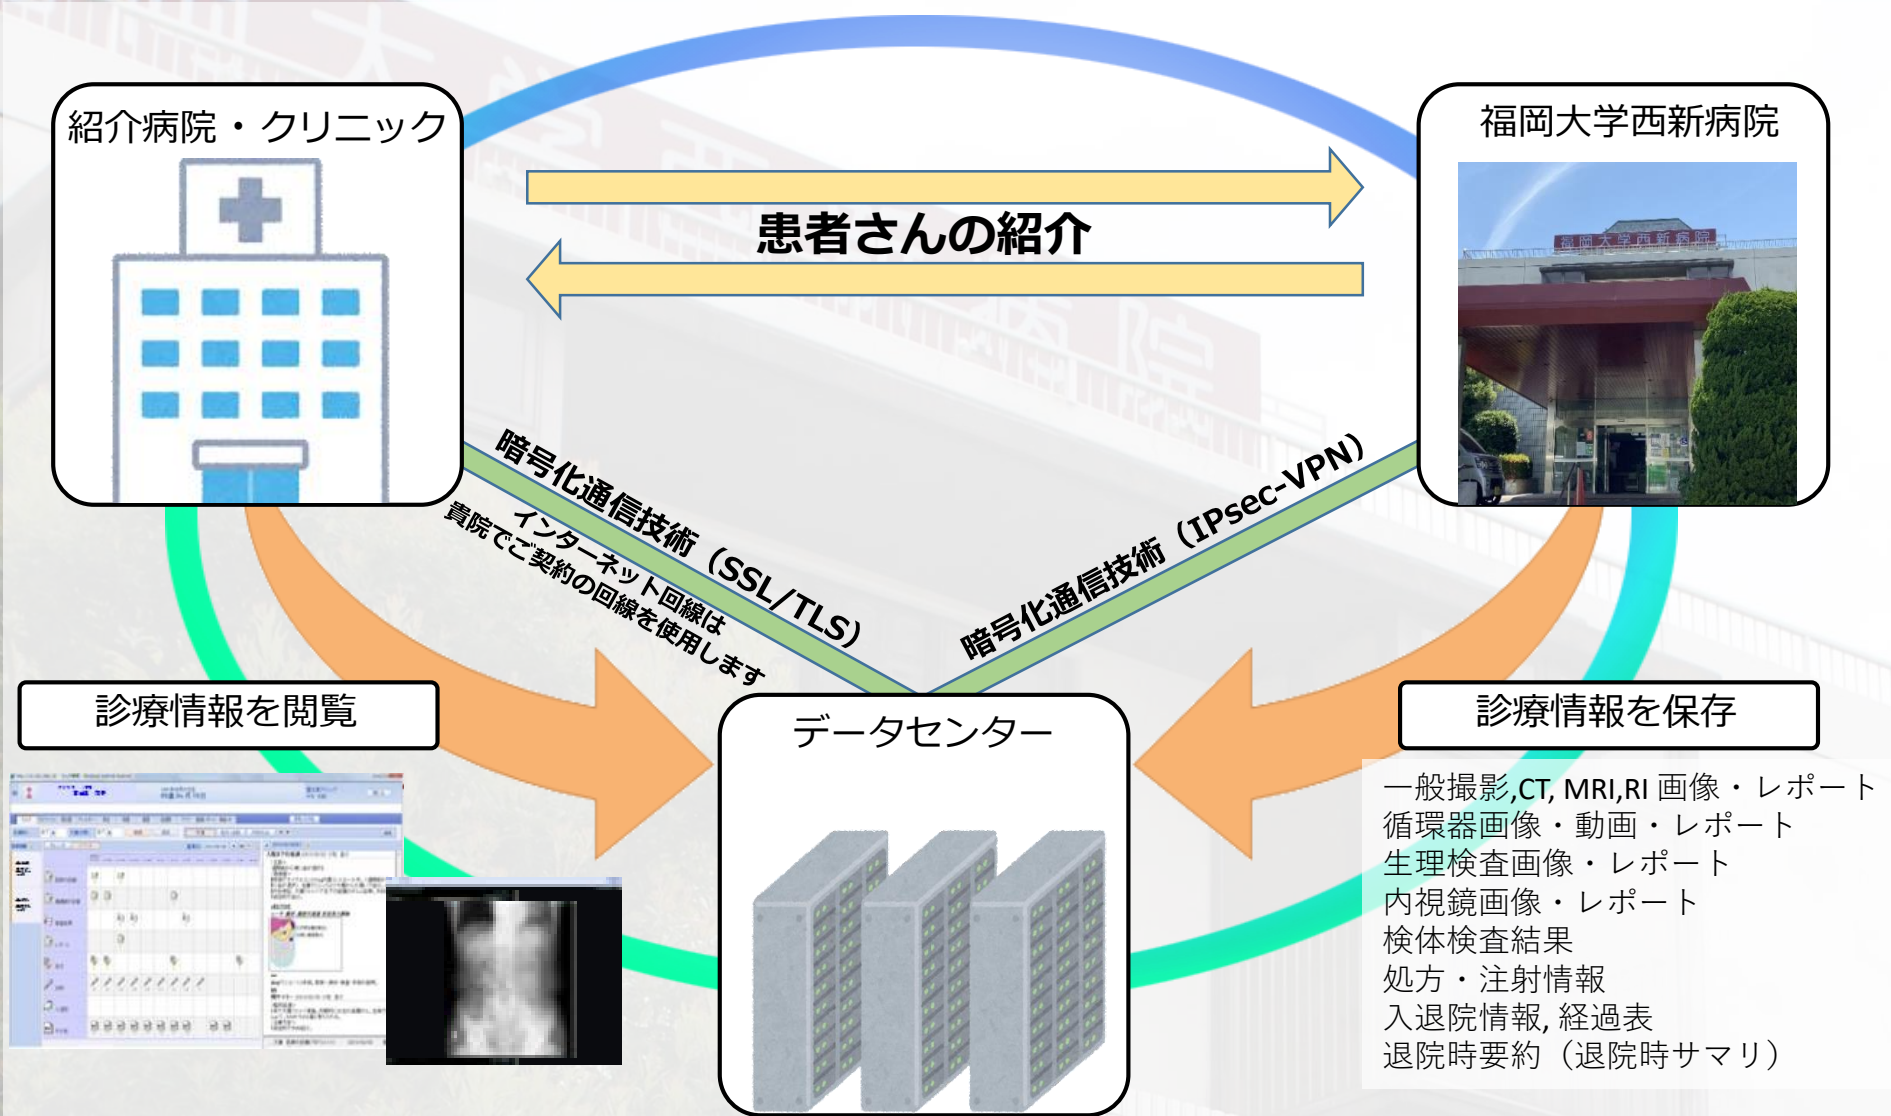 紹介病院・クリニック
福岡大学西新病院
福岡大学西新病院
患者さんの紹介
暗号化通信技術（SSL/TLS）
インターネット回線は
貴院でご契約の回線を使用します
暗号化通信技術（IPsec-VPN）
診療情報を閲覧
データセンター
診療情報を保存
一般撮影,CT, MRI,RI 画像・レポート
循環器画像・動画・レポート
生理検査画像・レポート
内視鏡画像・レポート
検体検査結果
処方・注射情報
入退院情報, 経過表
退院時要約（退院時サマリ）